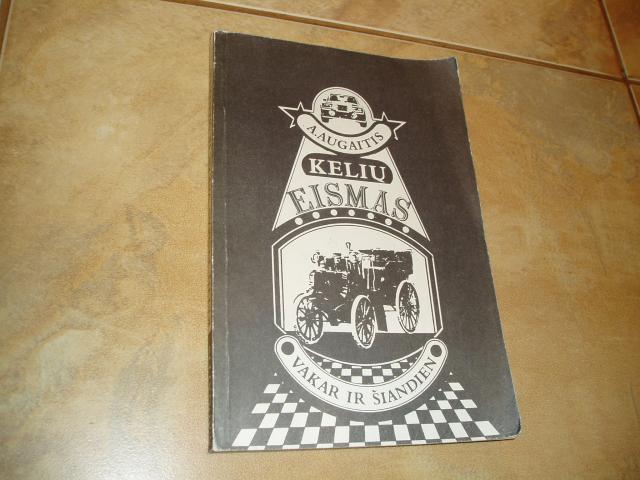 A. AUGAITIS
KELIŲ
EISMAS
VAKAR IR ŠIANDIEN